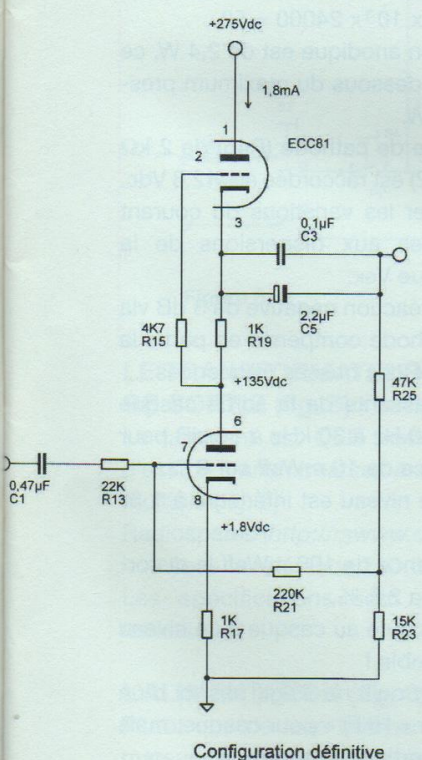 +275Vdc
1,8mA
1
ECC81
2
3
0,1µF
C3
2,2µF
C5
4K7
R15
1K
R19
47K
R25
+135Vdc
6
7
0,47µF
C1
22K
R13
+1,8Vdc
220K
R21
1K
R17
15K
R23
Configuration définitive